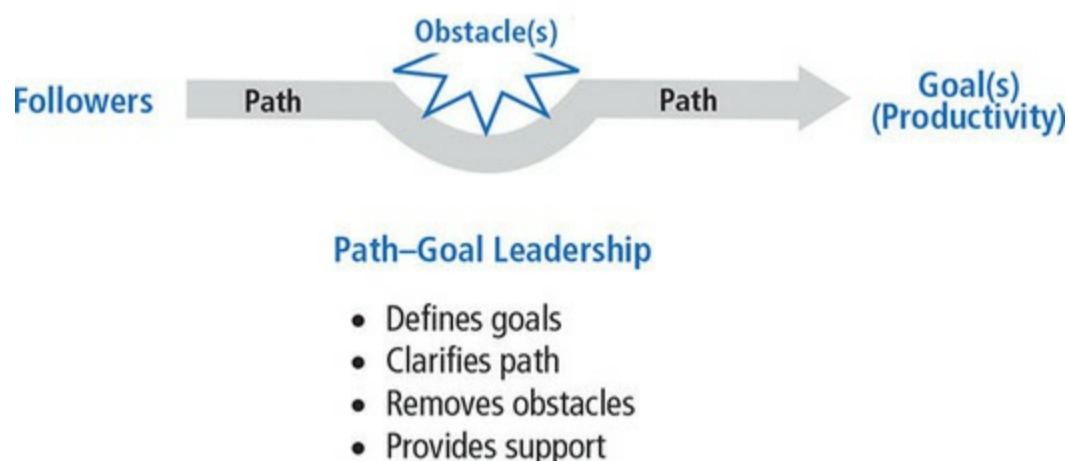 Obstacle(s)
Followers
Path
Path
Goal(s)
(Productivity)
Path–Goal Leadership
• Defines goals
• Clarifies path
• Removes obstacles
• Provides support